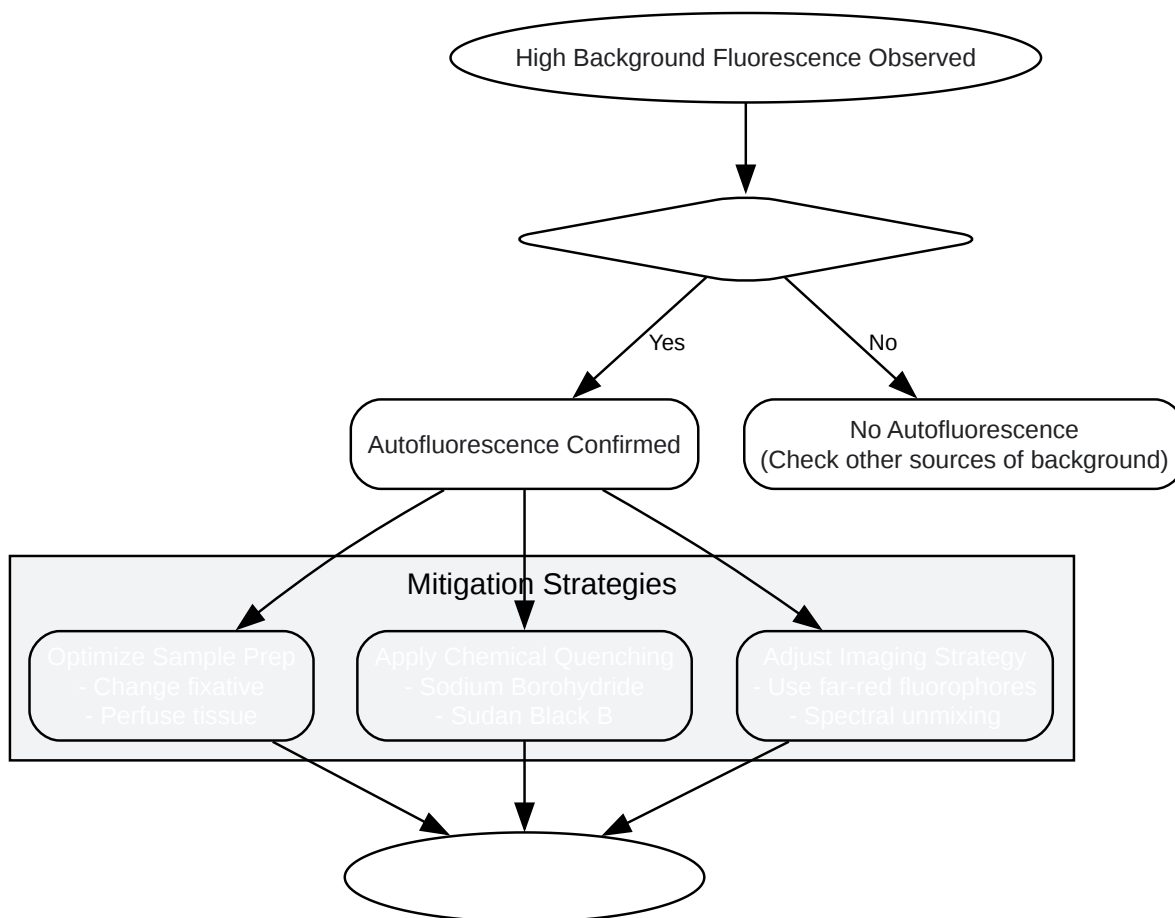 High Background Fluorescence Observed
Yes
No
Autofluorescence Confirmed
No Autofluorescence
(Check other sources of background)
Mitigation Strategies
Optimize Sample Prep
- Change fixative
- Perfuse tissue
Apply Chemical Quenching
- Sodium Borohydride
- Sudan Black B
Adjust Imaging Strategy
- Use far-red fluorophores
- Spectral unmixing